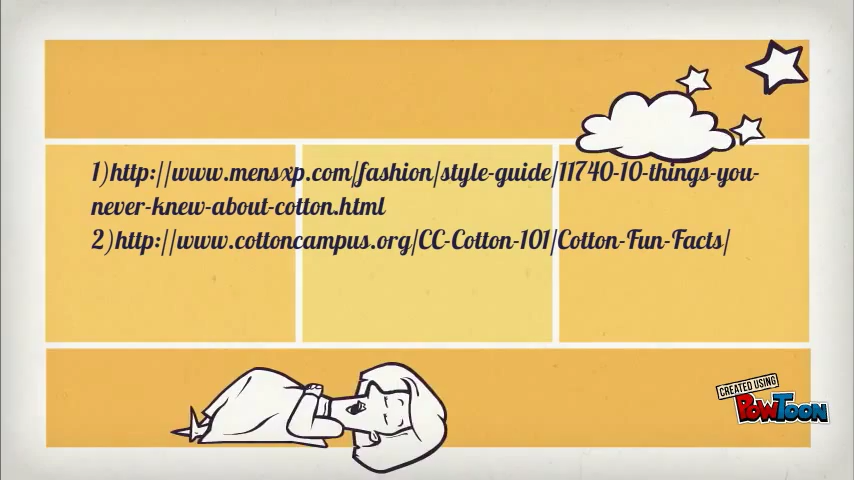 1)http://www.mensxp.com/fashion/style-guide/11740-10-things-you-
never-knew-about-cotton.html
2)http://www.cottoncampus.org/CC-Cotton-101/Cotton-Fun-Facts/
CREATED USING
POWTOON